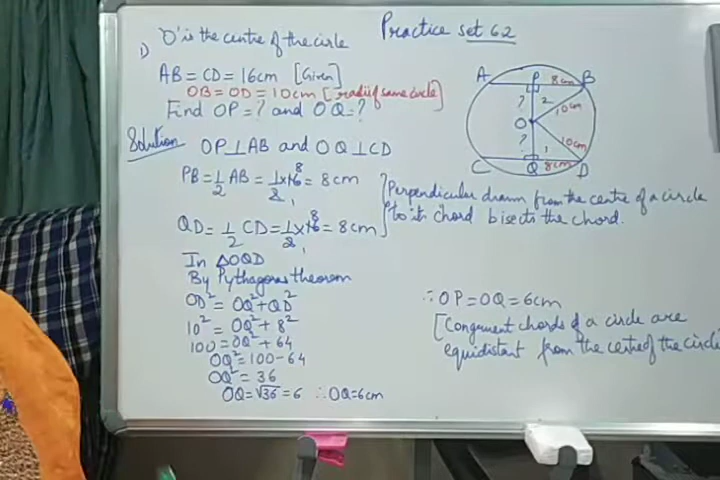 Practice set 62
1) 'O' is the centre of the cirle
AB = CD = 16cm [Given]
OB = OD = 10cm [radii of same circle]
Find OP = ? and OQ = ?
Solution OP⊥AB and OQ⊥CD
PB = 1/2 AB = 1/2 × 16 8 = 8cm
QD = 1/2 CD = 1/2 × 16 8 = 8cm
Perpendicular drawn from the centre of a circle
to its chord bisects the chord.
In △OQD
By Pythagoras theorem
OD² = OQ² + QD²
10² = OQ² + 8²
100 = OQ² + 64
OQ² = 100 - 64
OQ² = 36
OQ = √36 = 6 ∴ OQ = 6cm
∴ OP = OQ = 6cm
[Congruent chords of a circle are
equidistant from the centre of the circle
A P 8cm B
? 2 10cm
O
? 10cm
C Q 8cm D